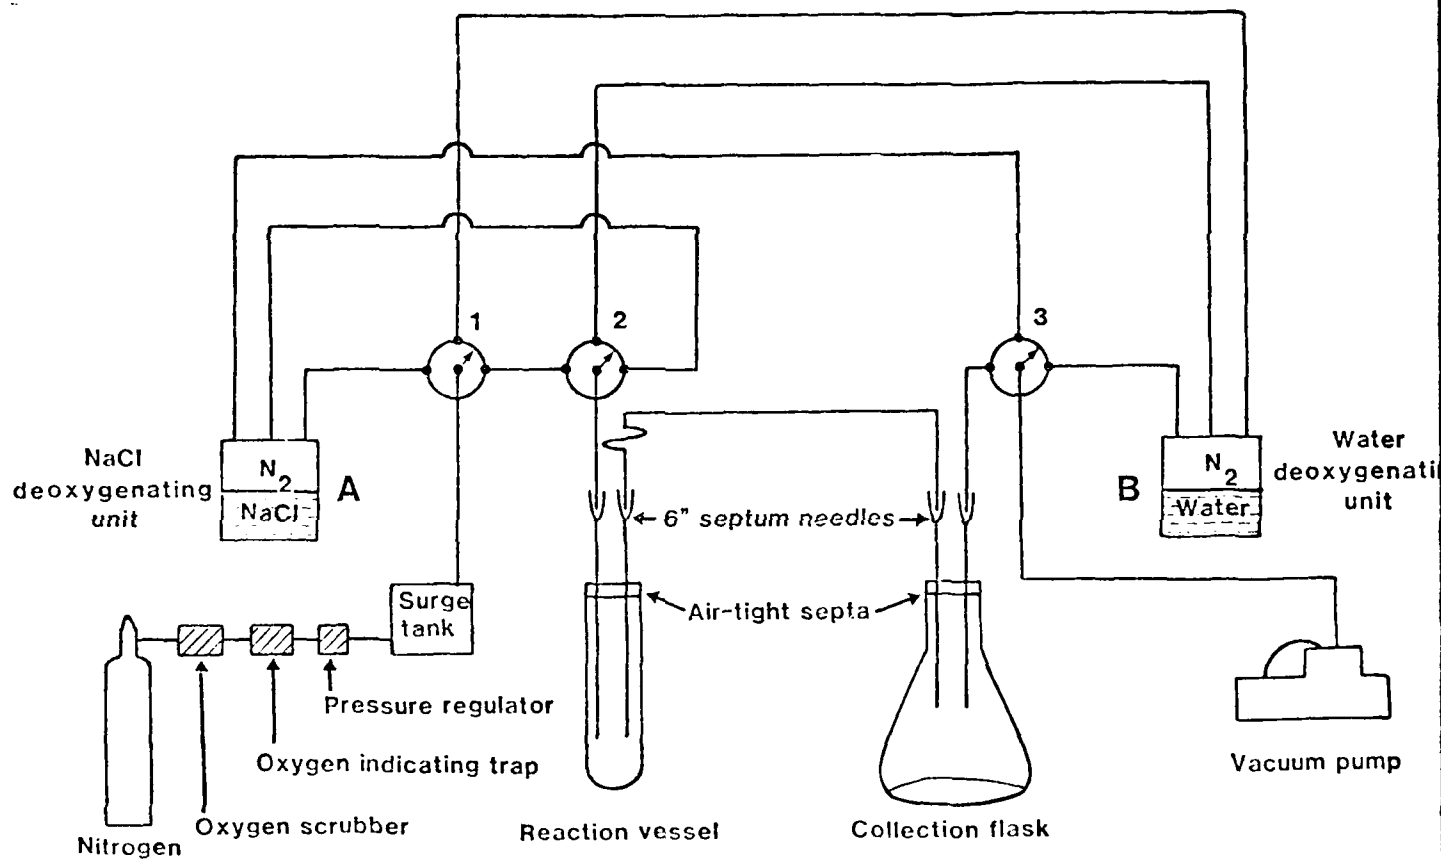 1
2
3
NaCl
deoxygenating
unit
N2
NaCl
A
B
N2
Water
Water
deoxygenati
unit
6" septum needles
Surge
tank
Air-tight septa
Pressure regulator
Oxygen indicating trap
Oxygen scrubber
Nitrogen
Reaction vessel
Collection flask
Vacuum pump